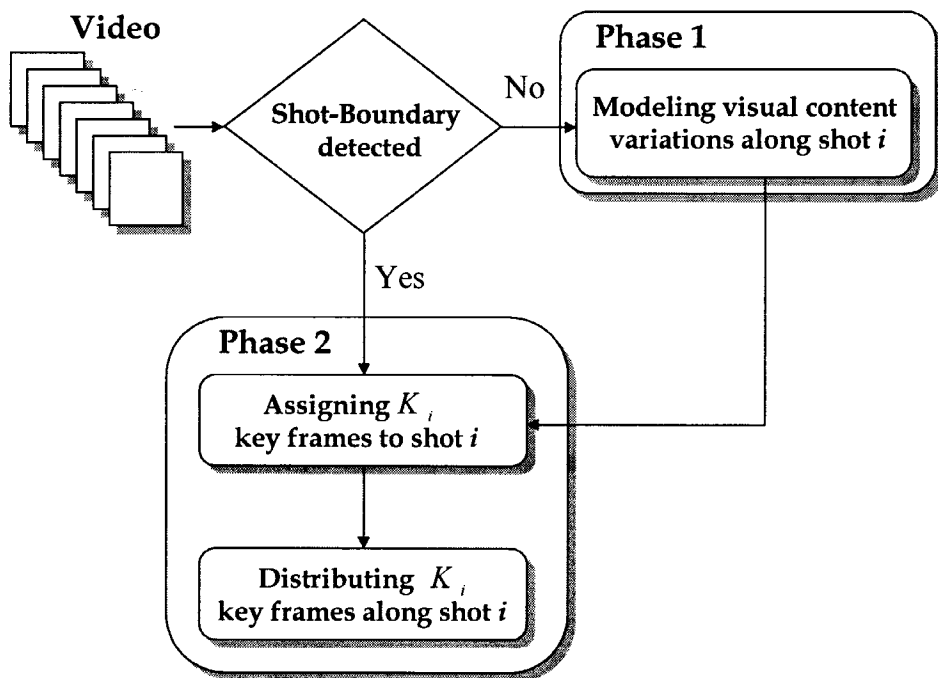 Video
Shot-Boundary
detected
No
Phase 1
Modeling visual content
variations along shot i
Yes
Phase 2
Assigning K i
key frames to shot i
Distributing K i
key frames along shot i